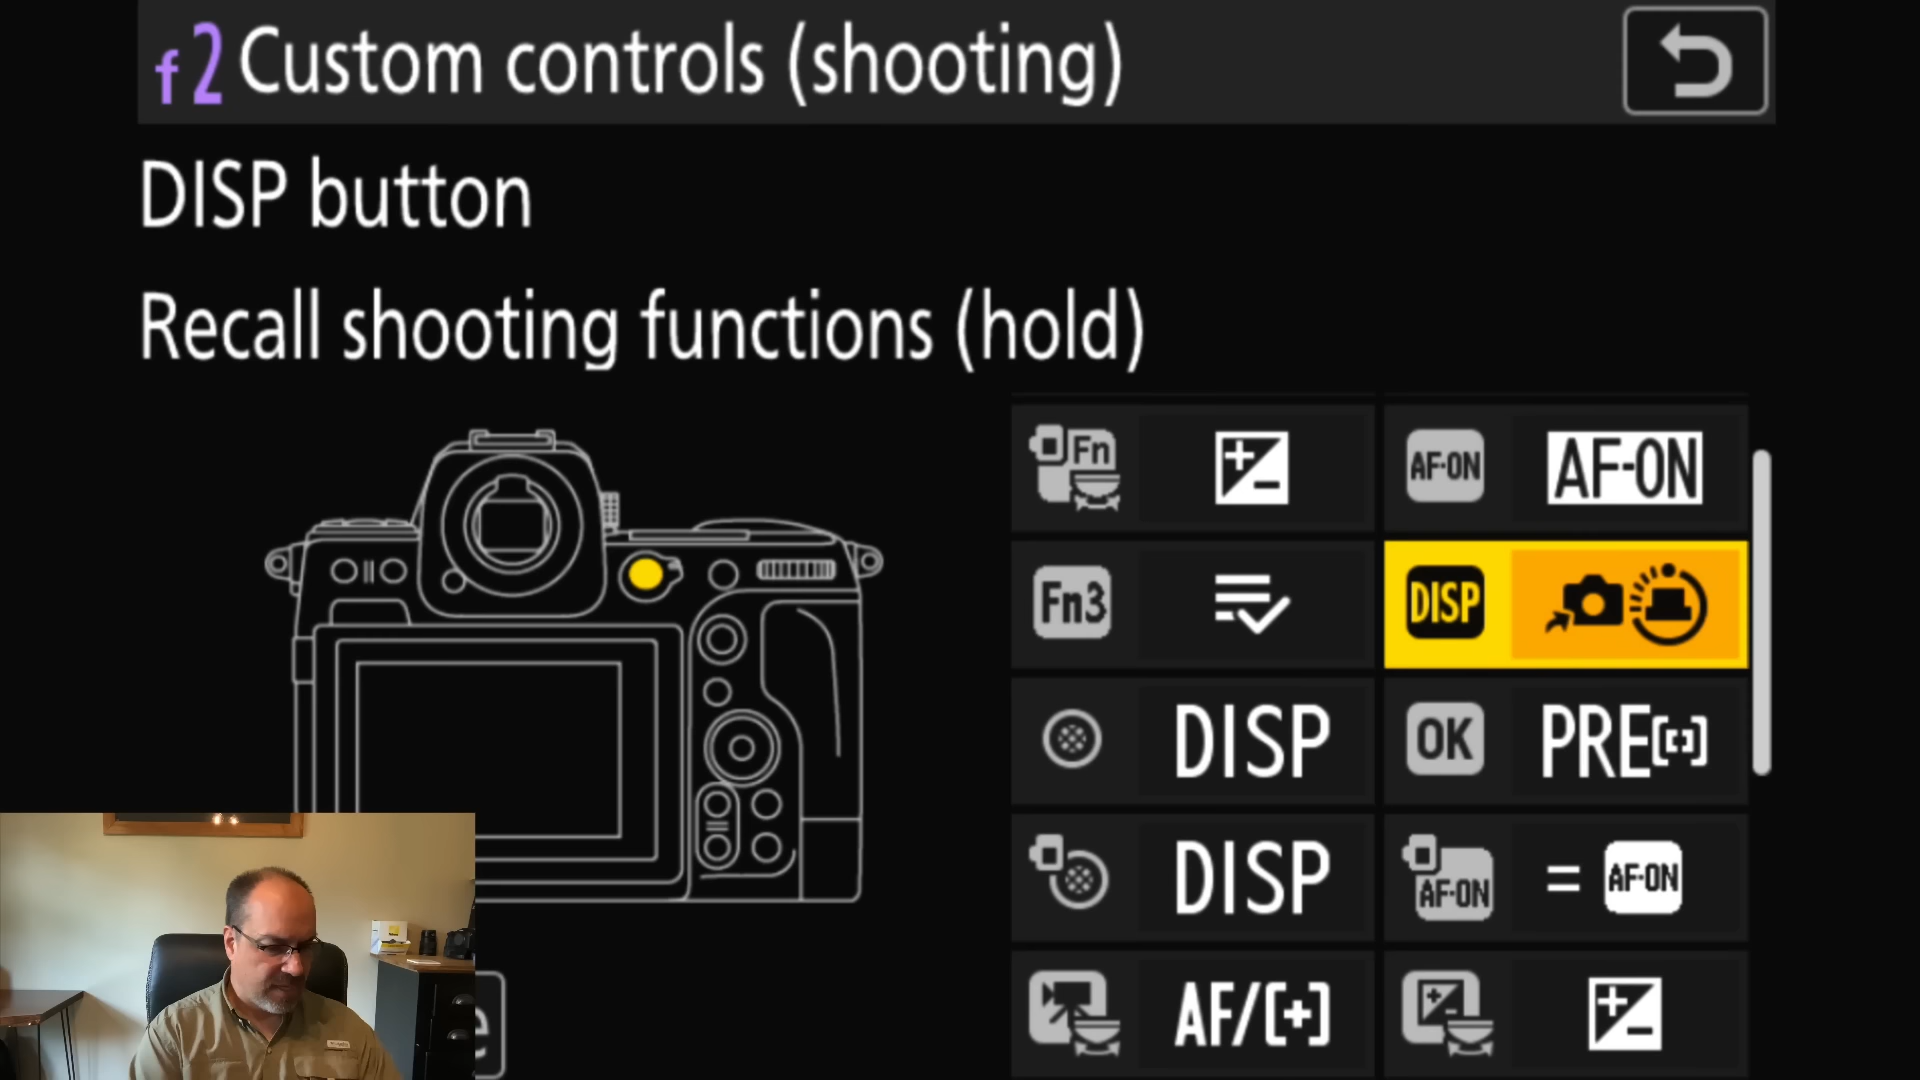 f2 Custom controls (shooting)
DISP button
Recall shooting functions (hold)
Fn
AF-ON AF-ON
Fn3
DISP
DISP
OK PRE[+]
DISP
AF-ON = AF-ON
AF/[+]
e